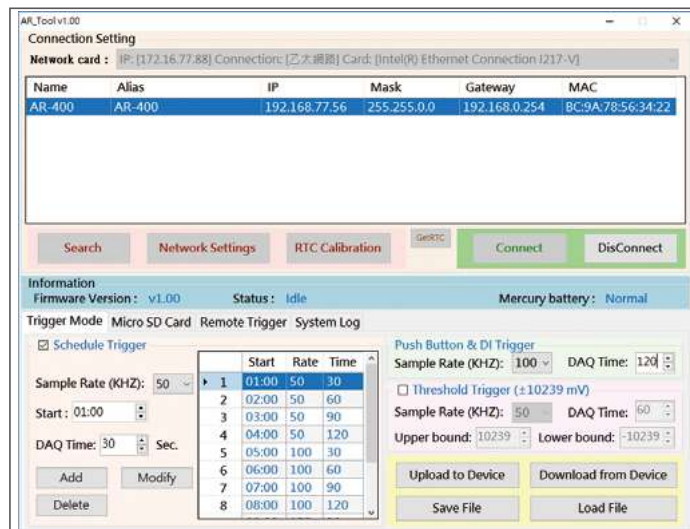 AR_Tool v1.00
Connection Setting
Network card : IP: [172.16.77.88] Connection: [乙太網路] Card: [Intel(R) Ethernet Connection I217-V]
Name Alias IP Mask Gateway MAC
AR-400 AR-400 192.168.77.56 255.255.0.0 192.168.0.254 BC:9A:78:56:34:22
Search Network Settings RTC Calibration GetRTC Connect DisConnect
Information
Firmware Version : v1.00 Status : Idle Mercury battery : Normal
Trigger Mode Micro SD Card Remote Trigger System Log
Schedule Trigger
Sample Rate (KHZ): 50
Start : 01:00
DAQ Time: 30 Sec.
Add Modify
Delete
Start Rate Time
1 01:00 50 30
2 02:00 50 60
3 03:00 50 90
4 04:00 50 120
5 05:00 100 30
6 06:00 100 60
7 07:00 100 90
8 08:00 100 120
Push Button & DI Trigger
Sample Rate (KHZ): 100 DAQ Time: 120
Threshold Trigger (±10239 mV)
Sample Rate (KHZ): 50 DAQ Time: 60
Upper bound: 10239 Lower bound: -10239
Upload to Device Download from Device
Save File Load File